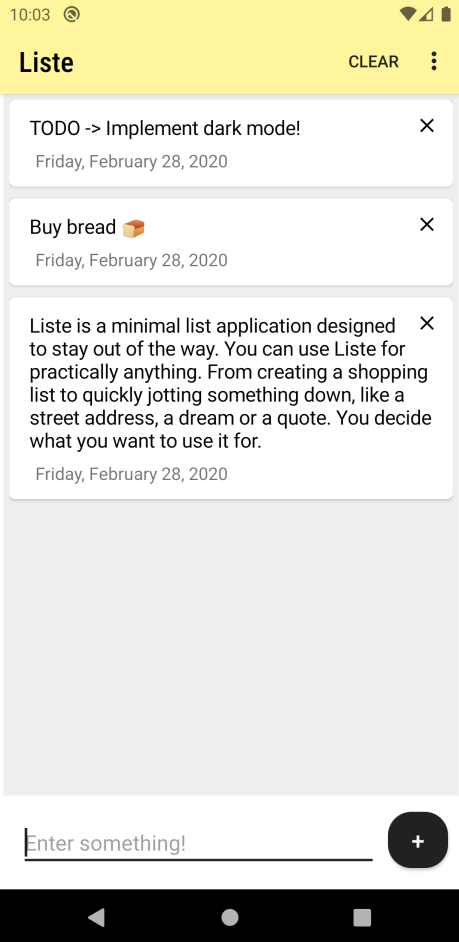 10:03
Liste
CLEAR
TODO -> Implement dark mode!
Friday, February 28, 2020
Buy bread 🍞
Friday, February 28, 2020
Liste is a minimal list application designed
to stay out of the way. You can use Liste for
practically anything. From creating a shopping
list to quickly jotting something down, like a
street address, a dream or a quote. You decide
what you want to use it for.
Friday, February 28, 2020
Enter something!
+